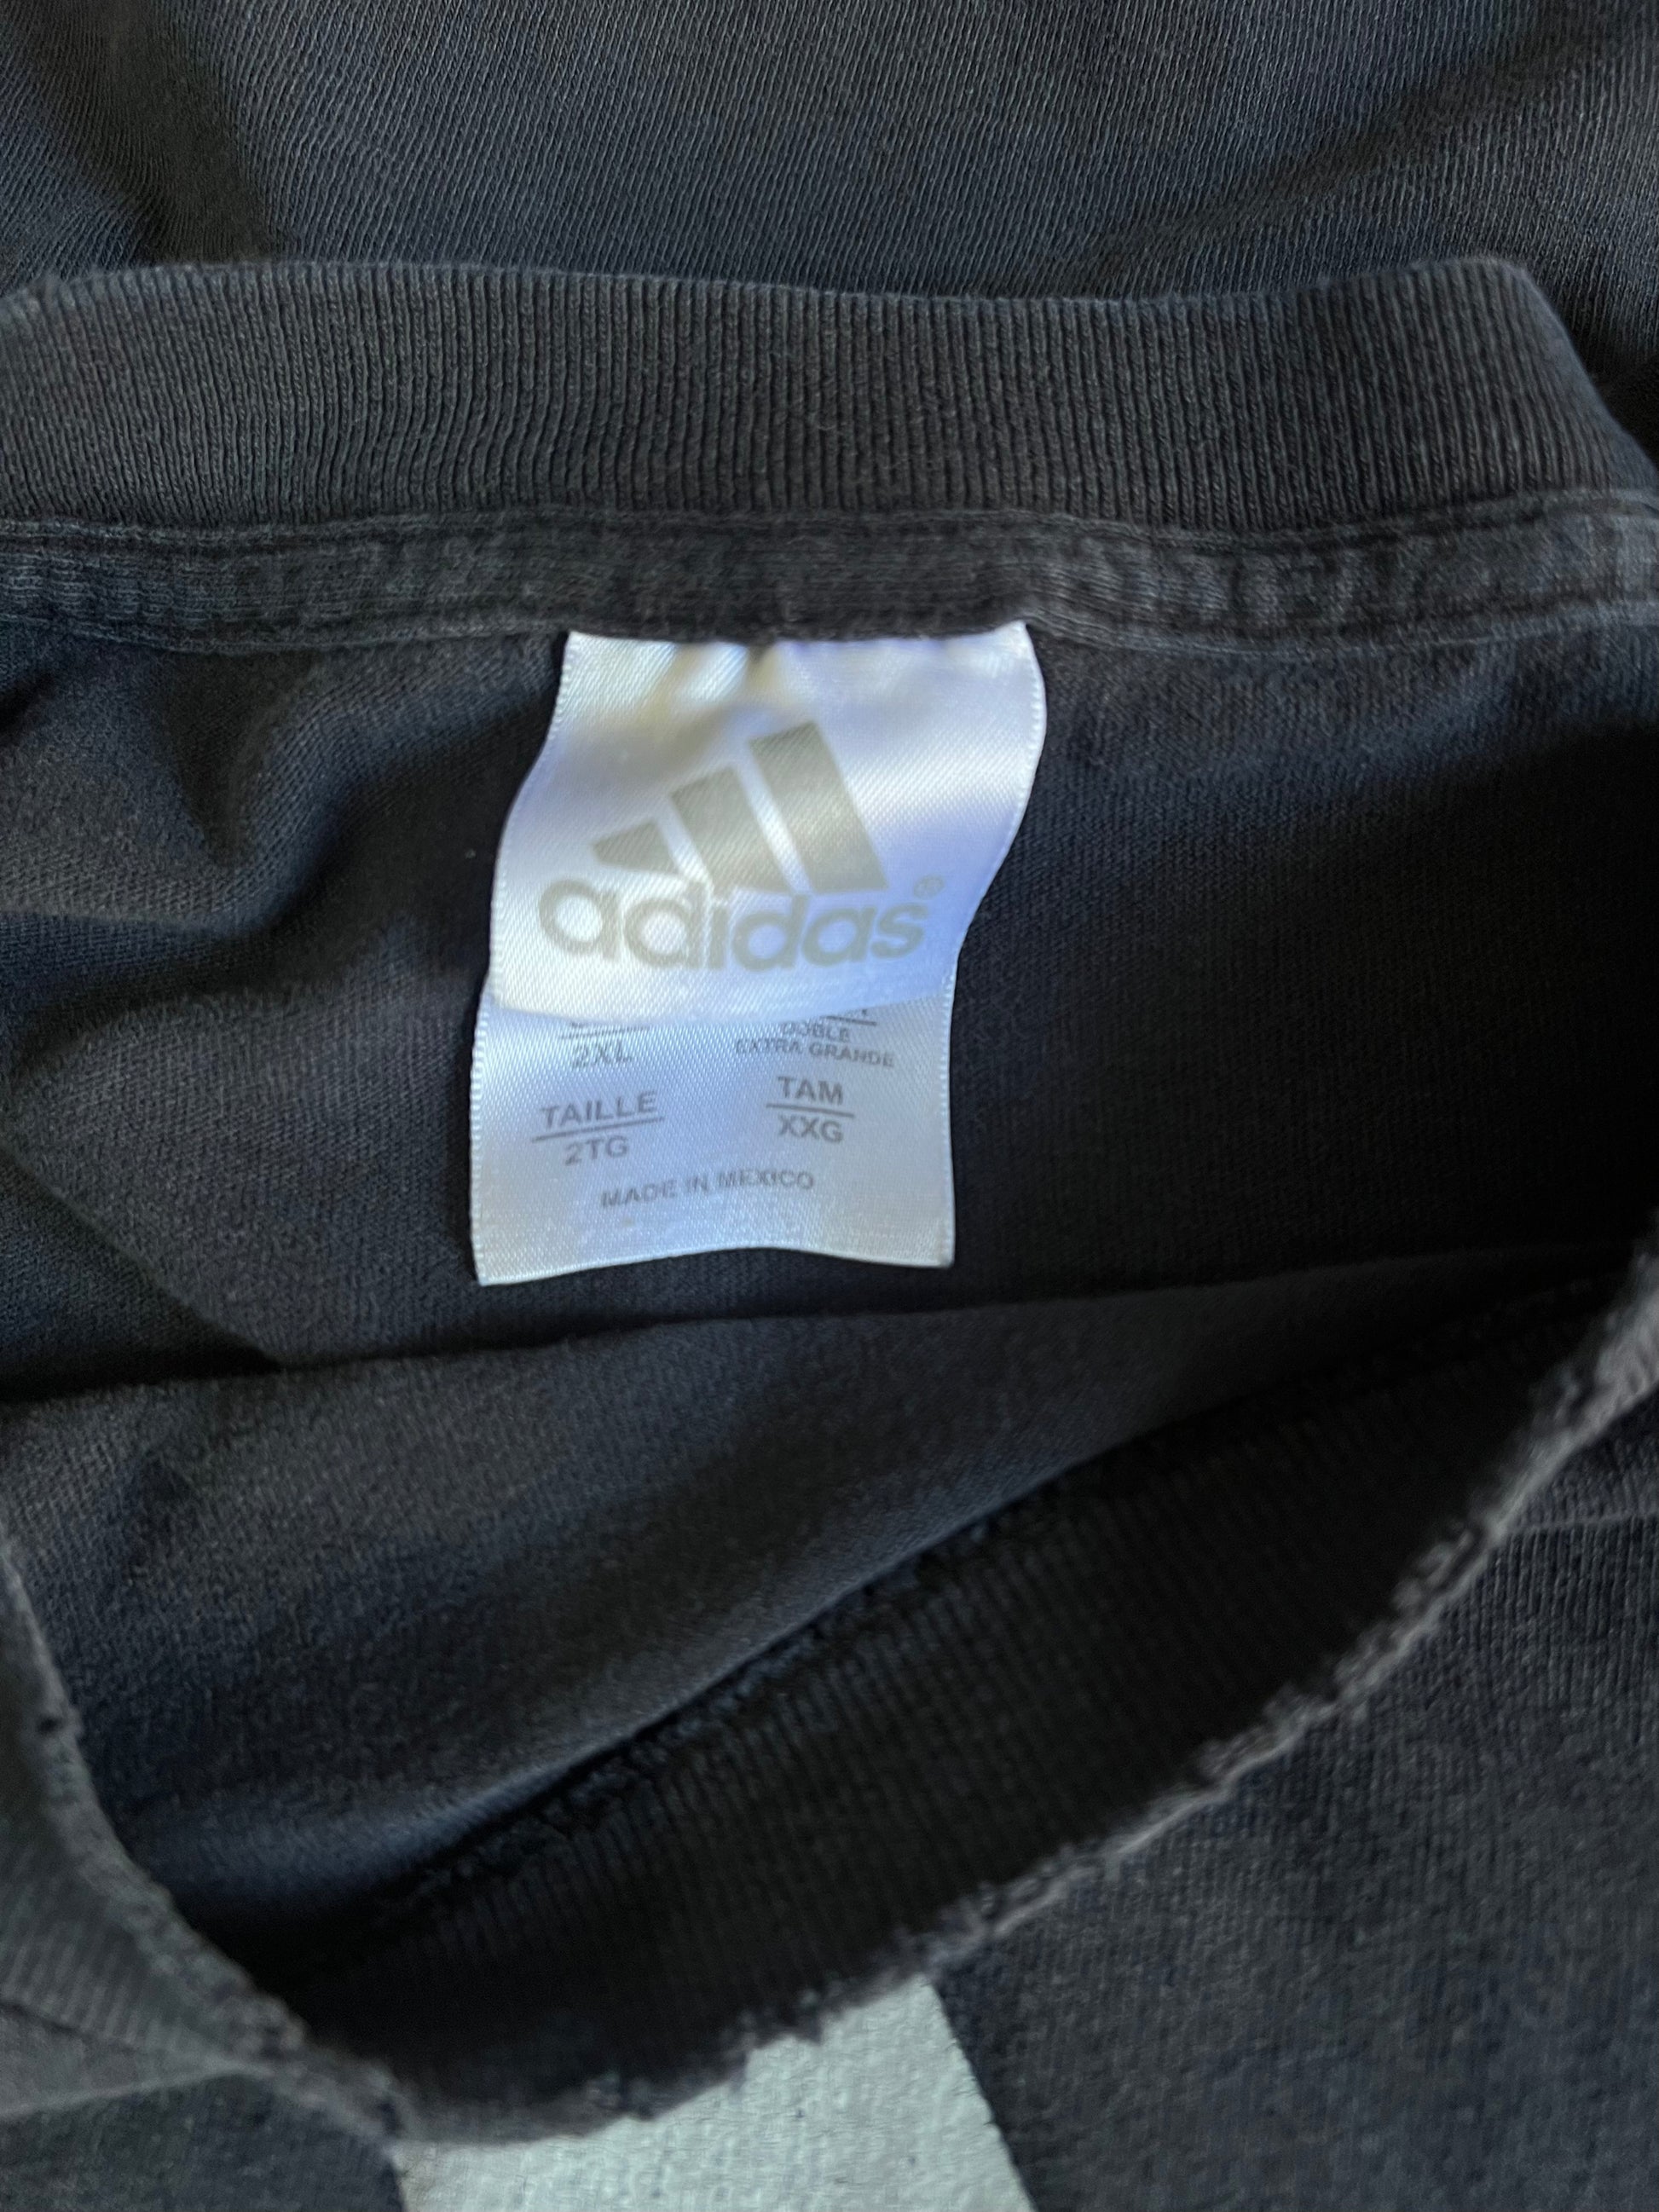 adidas®
2XL
DOBLE
EXTRA GRANDE
TAILLE
2TG
TAM
XXG
MADE IN MEXICO